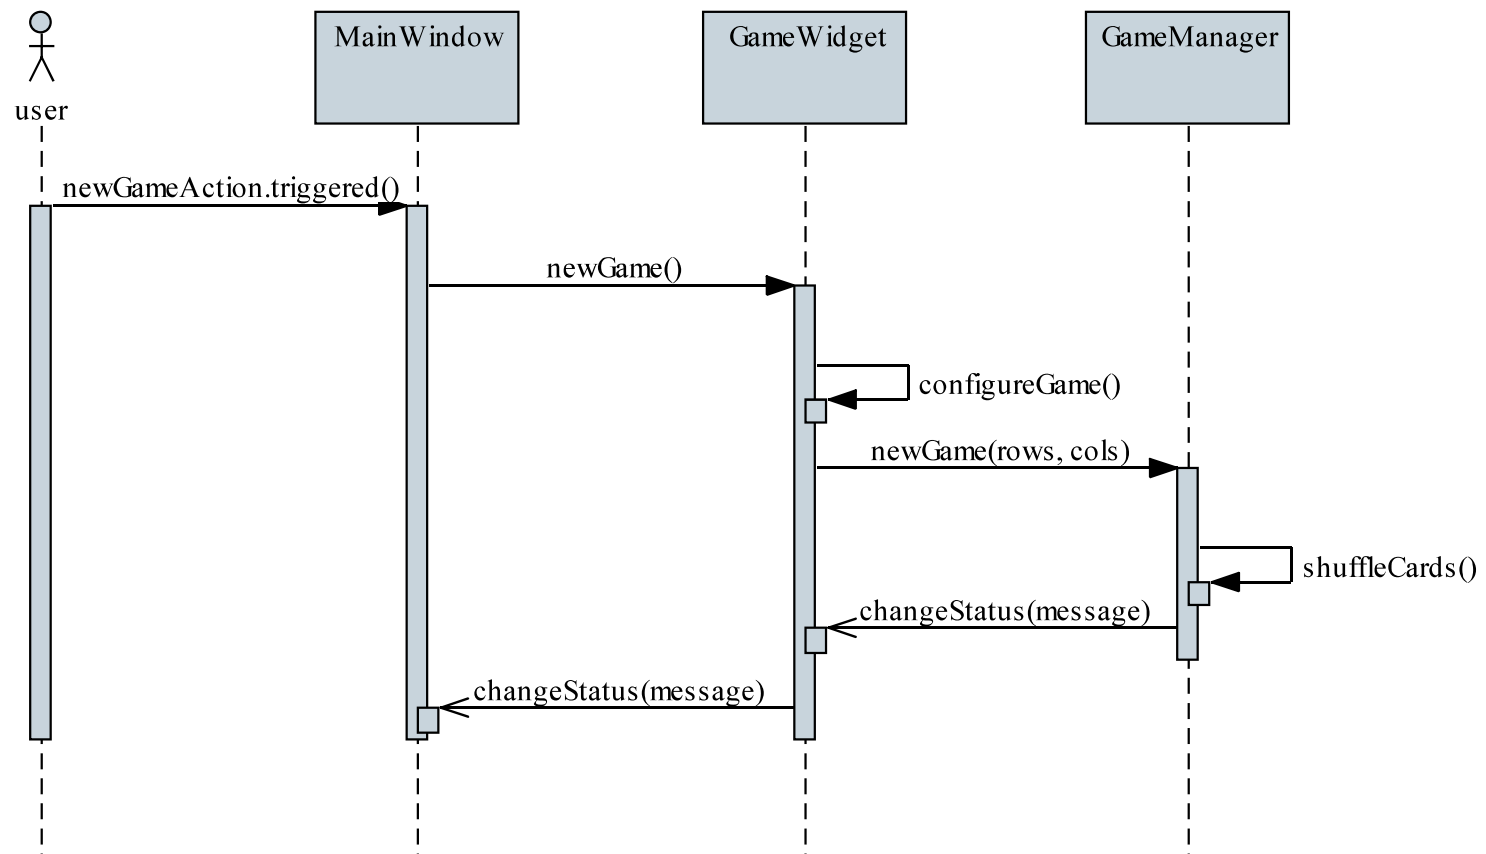 user
MainWindow
GameWidget
GameManager
newGameAction.triggered()
newGame()
configureGame()
newGame(rows, cols)
shuffleCards()
changeStatus(message)
changeStatus(message)